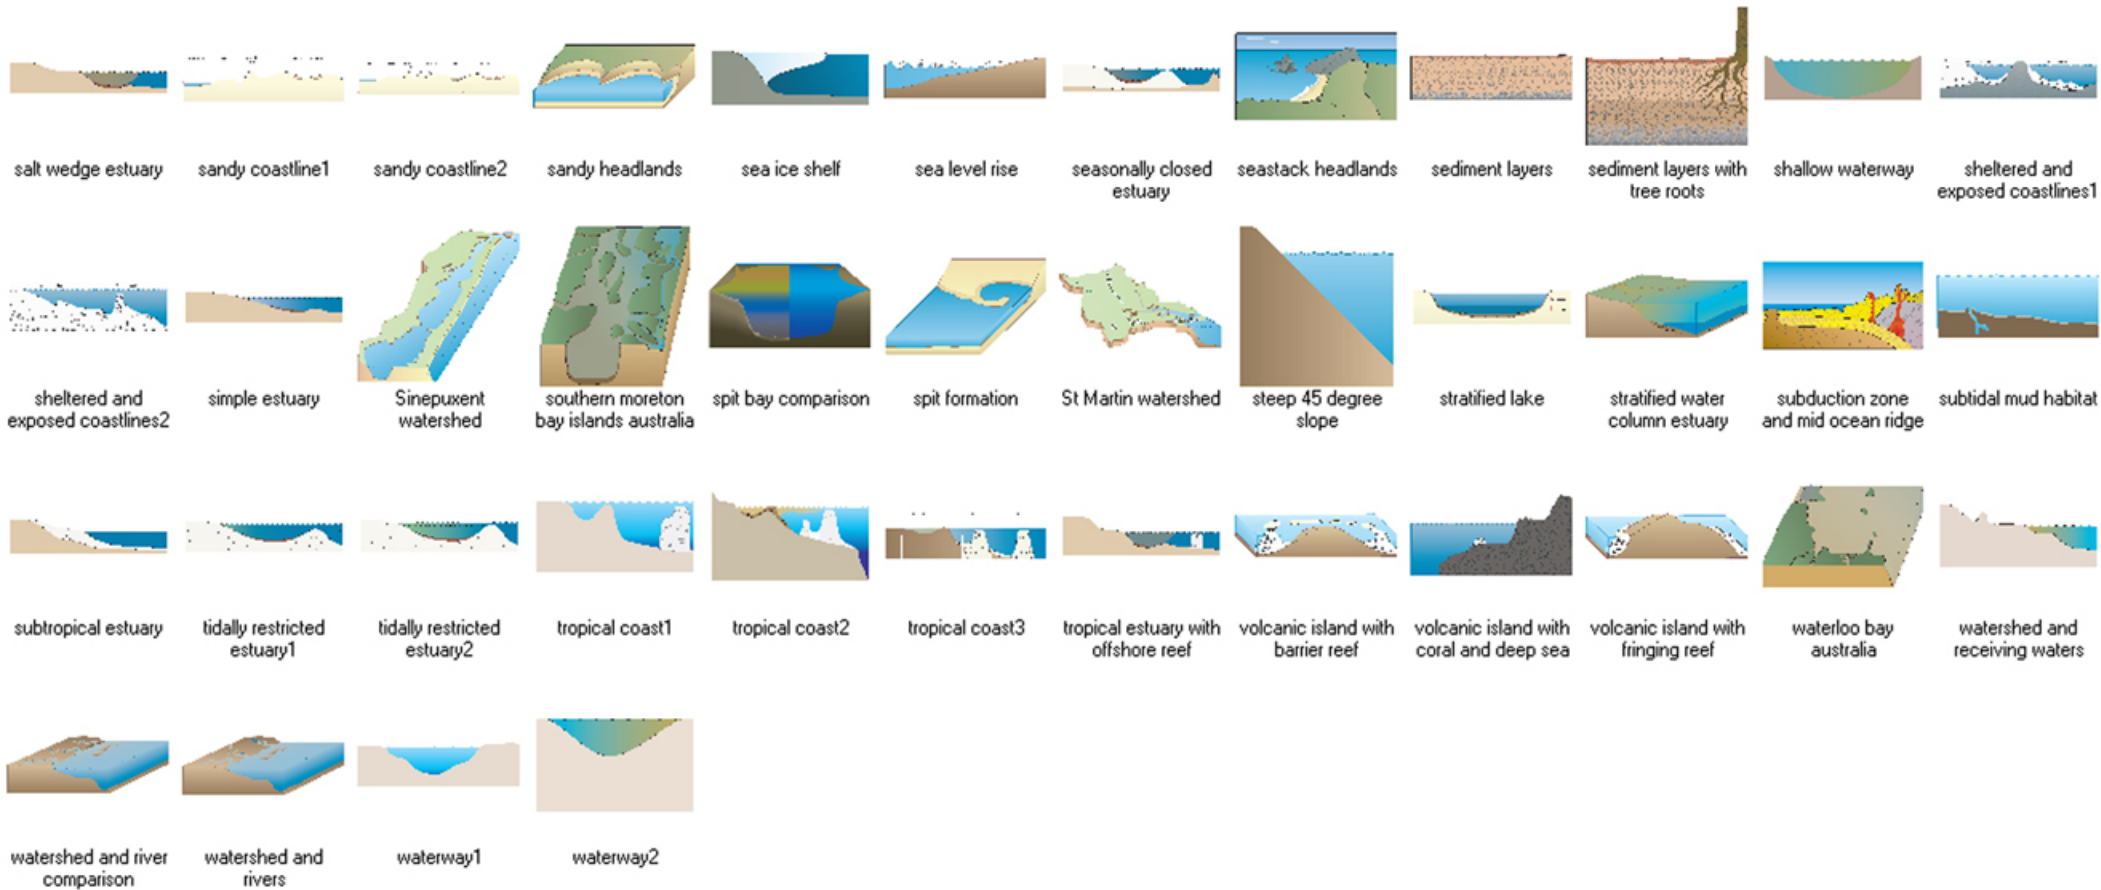 salt wedge estuary
sandy coastline1
sandy coastline2
sandy headlands
sea ice shelf
sea level rise
seasonally closed
estuary
seastack headlands
sediment layers
sediment layers with
tree roots
shallow waterway
sheltered and
exposed coastlines1
sheltered and
exposed coastlines2
simple estuary
Sinepuxent
watershed
southern moreton
bay islands australia
spit bay comparison
spit formation
St Martin watershed
steep 45 degree
slope
stratified lake
stratified water
column estuary
subduction zone
and mid ocean ridge
subtidal mud habitat
subtropical estuary
tidally restricted
estuary1
tidally restricted
estuary2
tropical coast1
tropical coast2
tropical coast3
tropical estuary with
offshore reef
volcanic island with
barrier reef
volcanic island with
coral and deep sea
volcanic island with
fringing reef
waterloo bay
australia
watershed and
receiving waters
watershed and river
comparison
watershed and
rivers
waterway1
waterway2